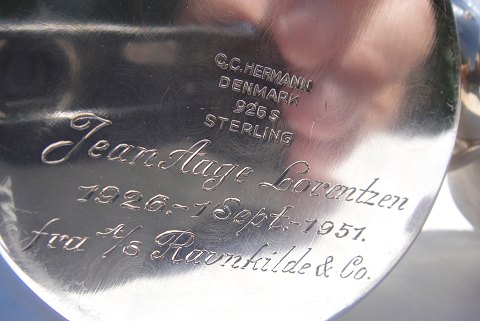 C.C. HERMANN
DENMARK
925 S
STERLING
Jean Aage Lorentzen
1926.-1 Sept.-1951.
fra A/S Ravnkilde & Co.